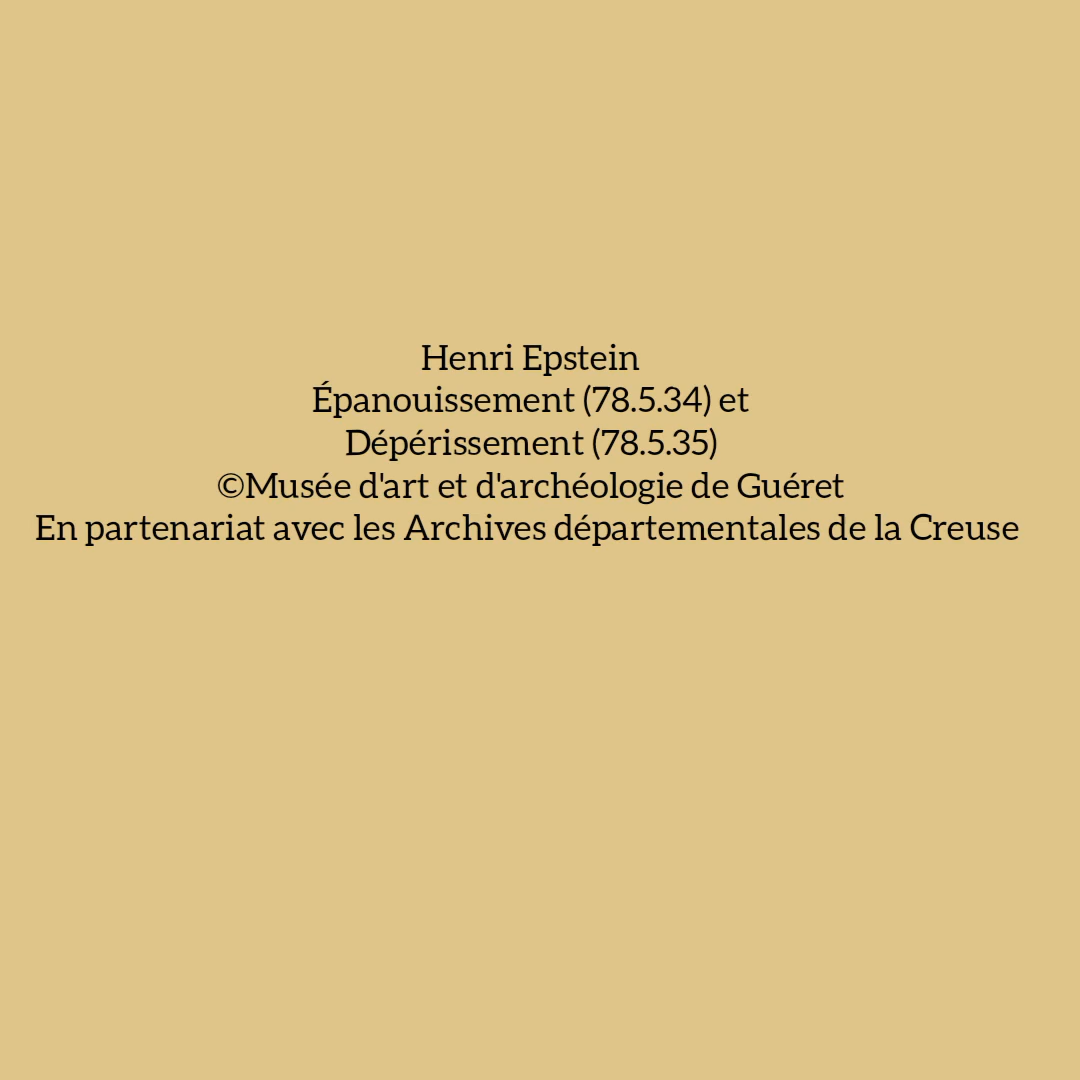 Henri Epstein
Épanouissement (78.5.34) et
Dépérissement (78.5.35)
©Musée d'art et d'archéologie de Guéret
En partenariat avec les Archives départementales de la Creuse